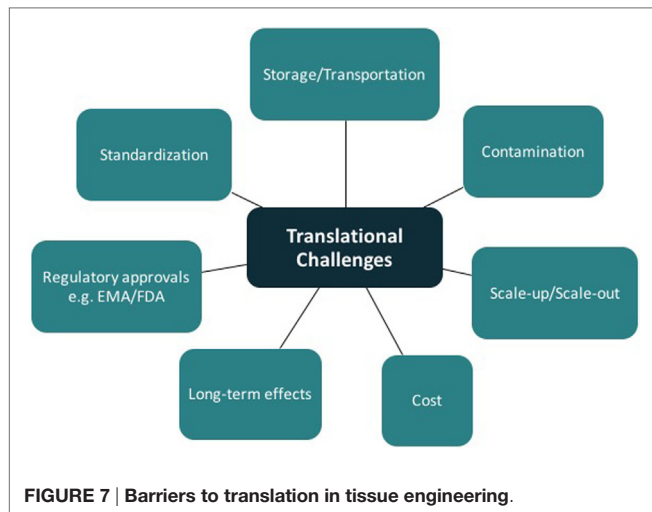 Storage/Transportation
Standardization
Contamination
Translational
Challenges
Regulatory approvals
e.g. EMA/FDA
Scale-up/Scale-out
Long-term effects
Cost
FIGURE 7 | Barriers to translation in tissue engineering.